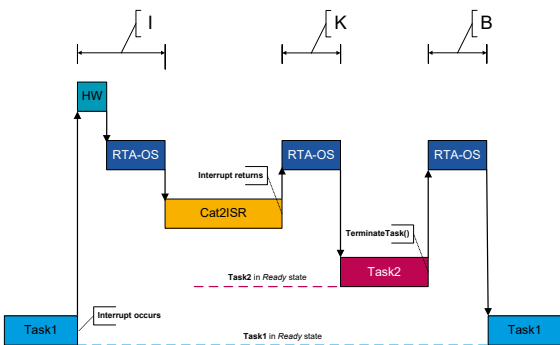 I
K
B
HW
RTA-OS
RTA-OS
RTA-OS
Interrupt returns
Cat2ISR
TerminateTask()
Task2 in Ready state
Task2
Interrupt occurs
Task1
Task1
Task1 in Ready state